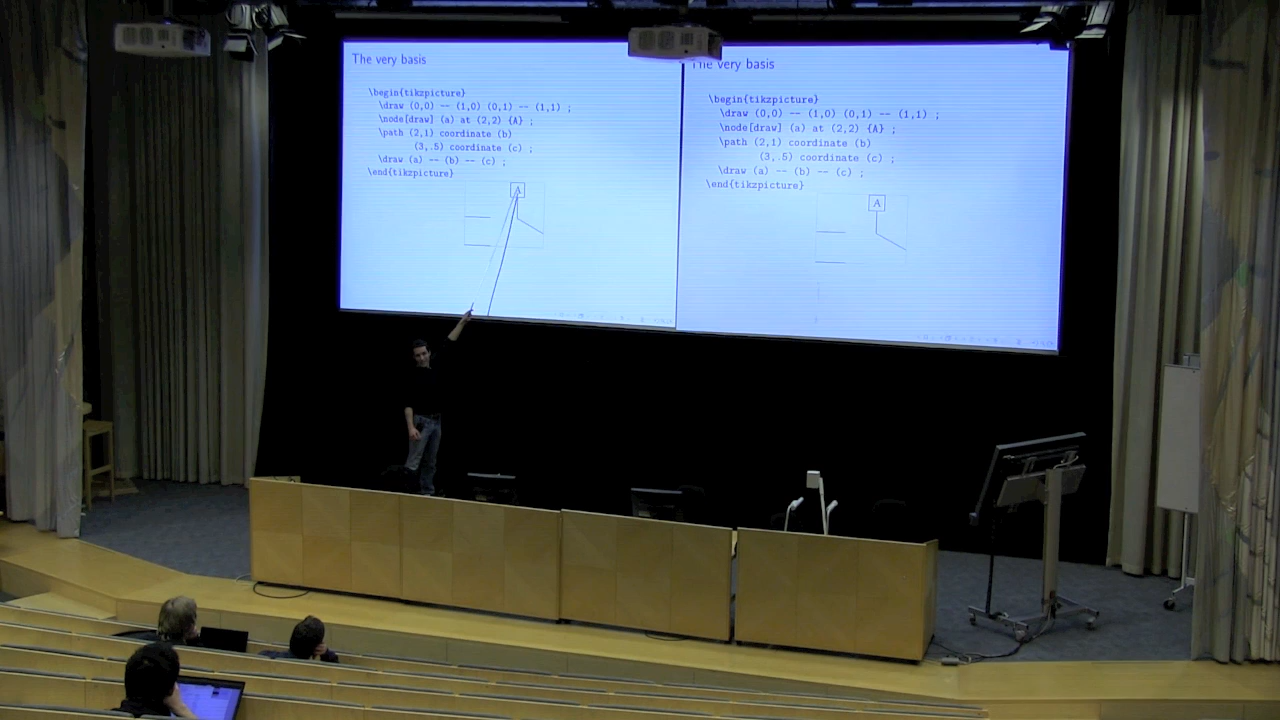 The very basis
\begin{tikzpicture}
\draw (0,0) -- (1,0) (0,1) -- (1,1) ;
\node[draw] (a) at (2,2) {A} ;
\path (2,1) coordinate (b)
(3,.5) coordinate (c) ;
\draw (a) -- (b) -- (c) ;
\end{tikzpicture}
A
The very basis
\begin{tikzpicture}
\draw (0,0) -- (1,0) (0,1) -- (1,1) ;
\node[draw] (a) at (2,2) {A} ;
\path (2,1) coordinate (b)
(3,.5) coordinate (c) ;
\draw (a) -- (b) -- (c) ;
\end{tikzpicture}
A